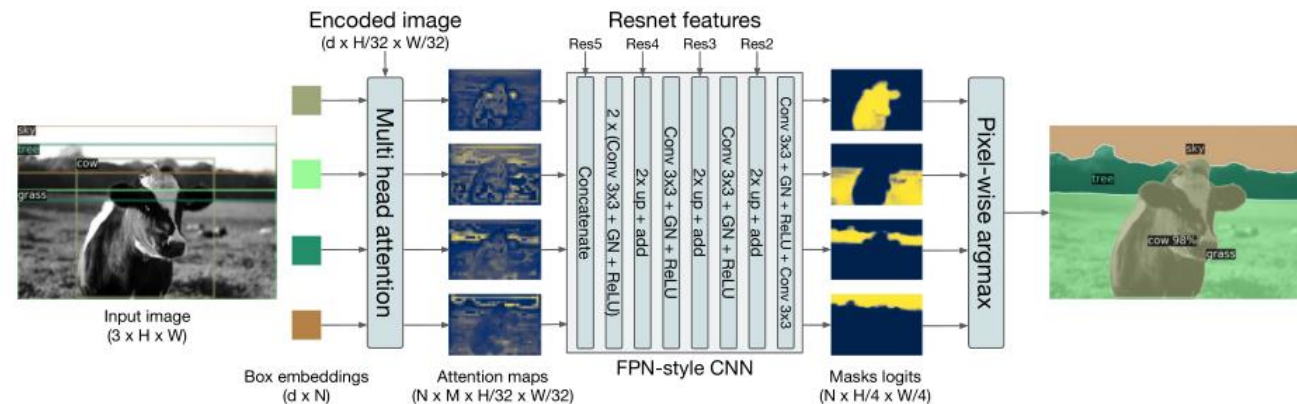 Encoded image
(d x H/32 x W/32)
Resnet features
Res5
Res4
Res3
Res2
sky
tree
cow
grass
Input image
(3 x H x W)
Box embeddings
(d x N)
Multi head attention
Attention maps
(N x M x H/32 x W/32)
Concatenate
2 x (Conv 3x3 + GN + ReLU)
2x up + add
Conv 3x3 + GN + ReLU
2x up + add
Conv 3x3 + GN + ReLU
2x up + add
Conv 3x3 + GN + ReLU + Conv 3x3
FPN-style CNN
Masks logits
(N x H/4 x W/4)
Pixel-wise argmax
sky
tree
cow 98%
grass